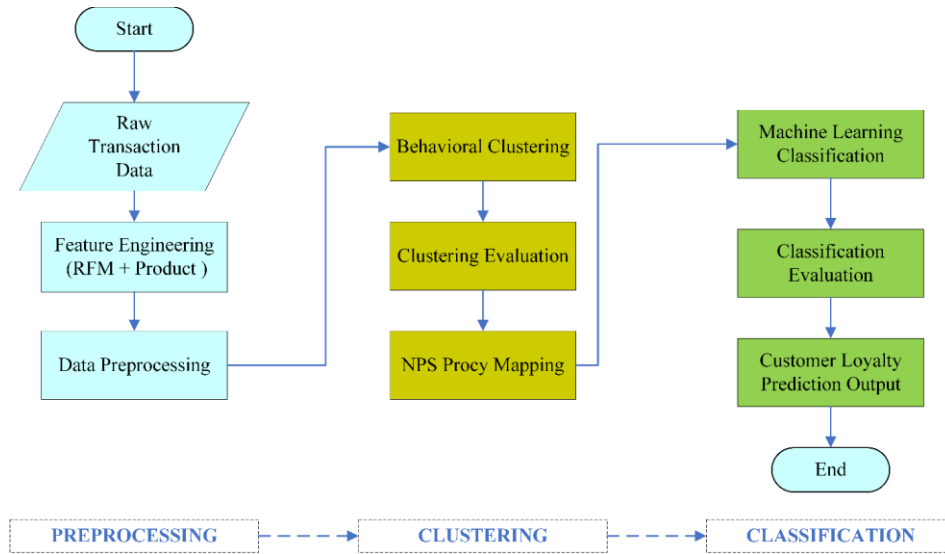 Start
Raw
Transaction
Data
Feature Engineering
(RFM + Product )
Data Preprocessing
Behavioral Clustering
Clustering Evaluation
NPS Procy Mapping
Machine Learning
Classification
Classification
Evaluation
Customer Loyalty
Prediction Output
End
PREPROCESSING
CLUSTERING
CLASSIFICATION